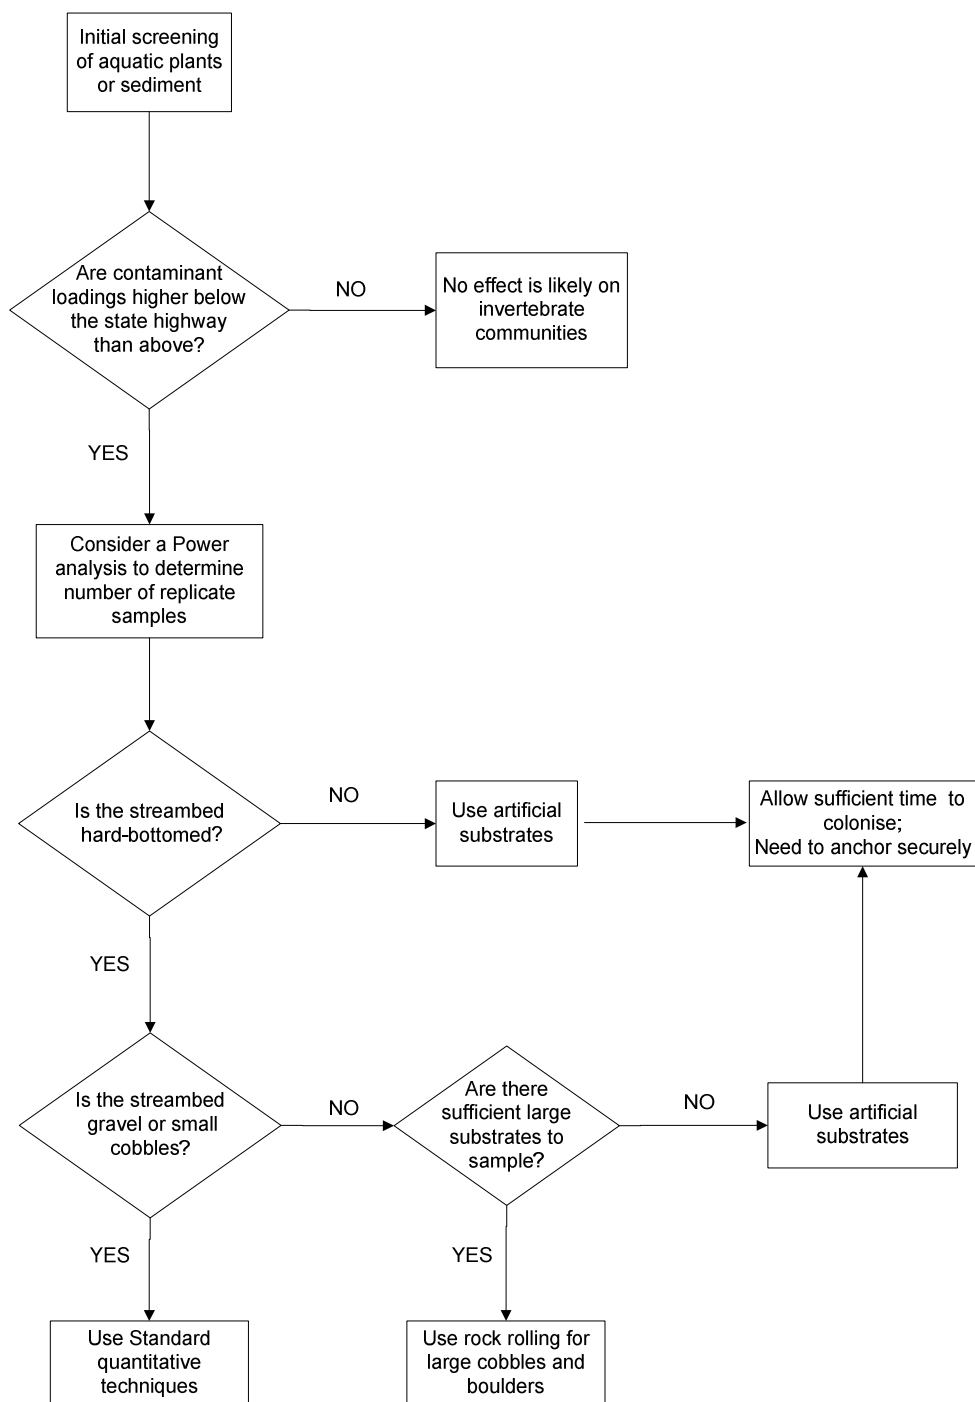 Initial screening
of aquatic plants
or sediment
Are contaminant
loadings higher below
the state highway
than above?
NO
No effect is likely on
invertebrate
communities
YES
Consider a Power
analysis to determine
number of replicate
samples
Is the streambed
hard-bottomed?
NO
Use artificial
substrates
Allow sufficient time to
colonise;
Need to anchor securely
YES
Is the streambed
gravel or small
cobbles?
NO
Are there
sufficient large
substrates to
sample?
NO
Use artificial
substrates
YES
YES
Use Standard
quantitative
techniques
Use rock rolling for
large cobbles and
boulders